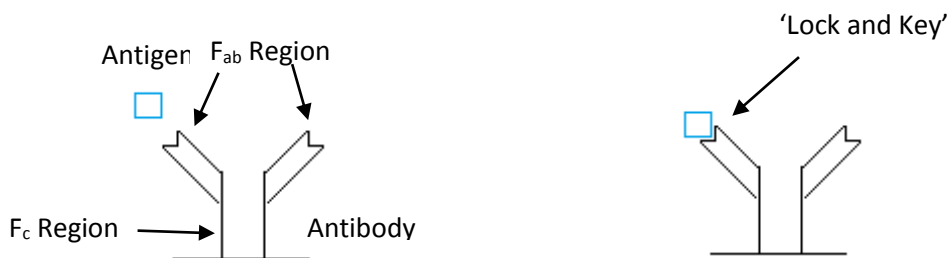 ‘Lock and Key’
Antigen Fab Region
Fc Region
Antibody